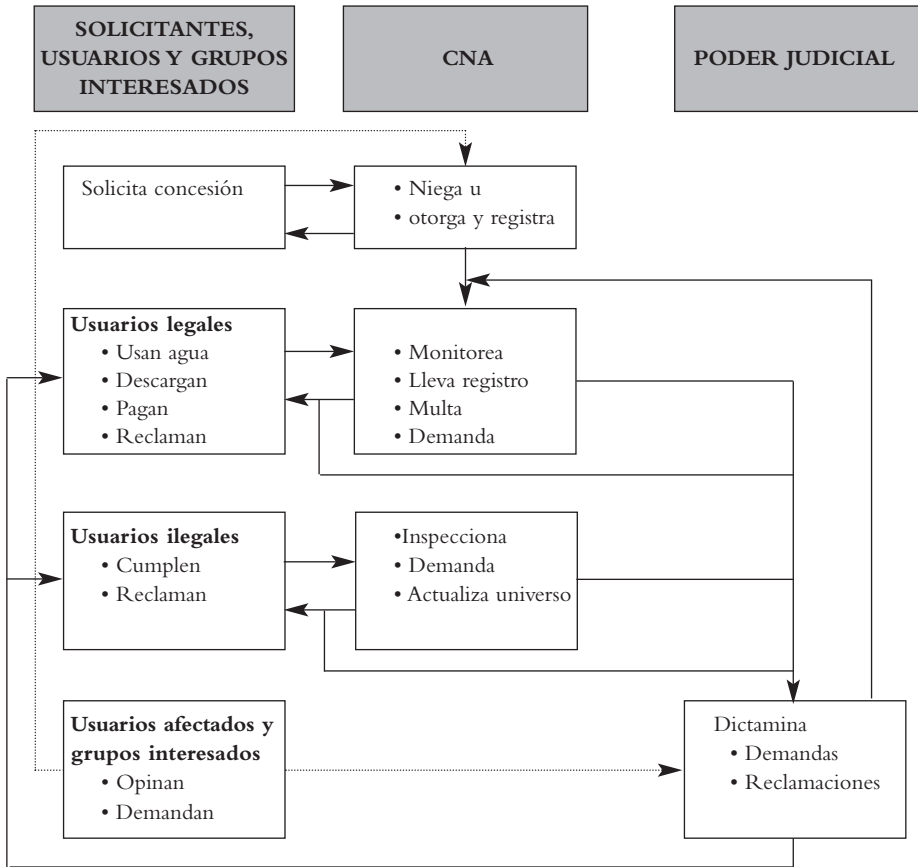 SOLICITANTES,
USUARIOS Y GRUPOS
INTERESADOS
CNA
PODER JUDICIAL
Solicita concesión
• Niega u
• otorga y registra
Usuarios legales
• Usan agua
• Descargan
• Pagan
• Reclaman
• Monitorea
• Lleva registro
• Multa
• Demanda
Usuarios ilegales
• Cumplen
• Reclaman
•Inspecciona
• Demanda
• Actualiza universo
Usuarios afectados y
grupos interesados
• Opinan
• Demandan
Dictamina
• Demandas
• Reclamaciones